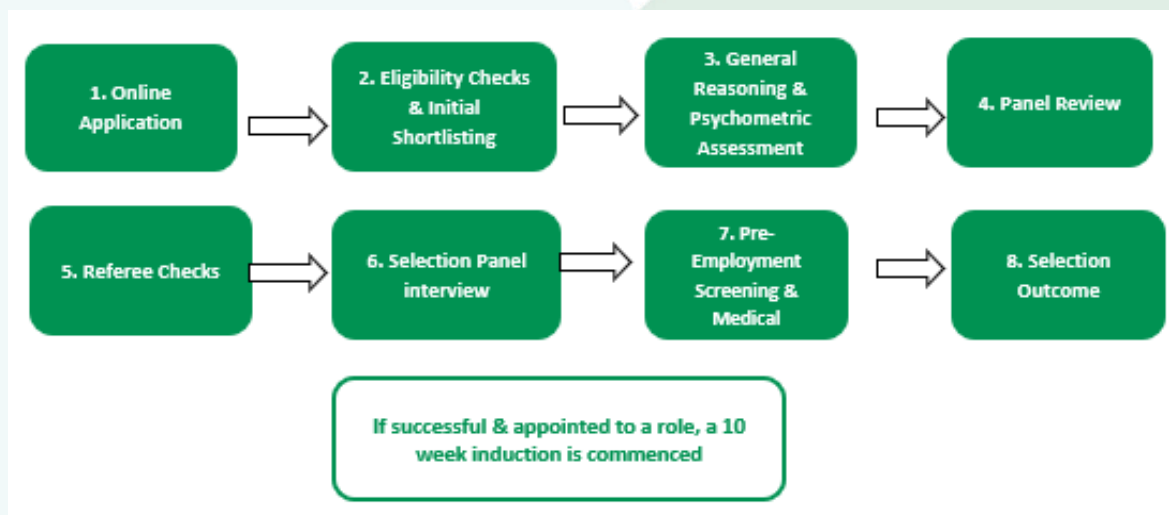 1. Online
Application
2. Eligibility Checks
& Initial
Shortlisting
3. General
Reasoning &
Psychometric
Assessment
4. Panel Review
5. Referee Checks
6. Selection Panel
interview
7. Pre-
Employment
Screening &
Medical
8. Selection
Outcome
If successful & appointed to a role, a 10
week induction is commenced